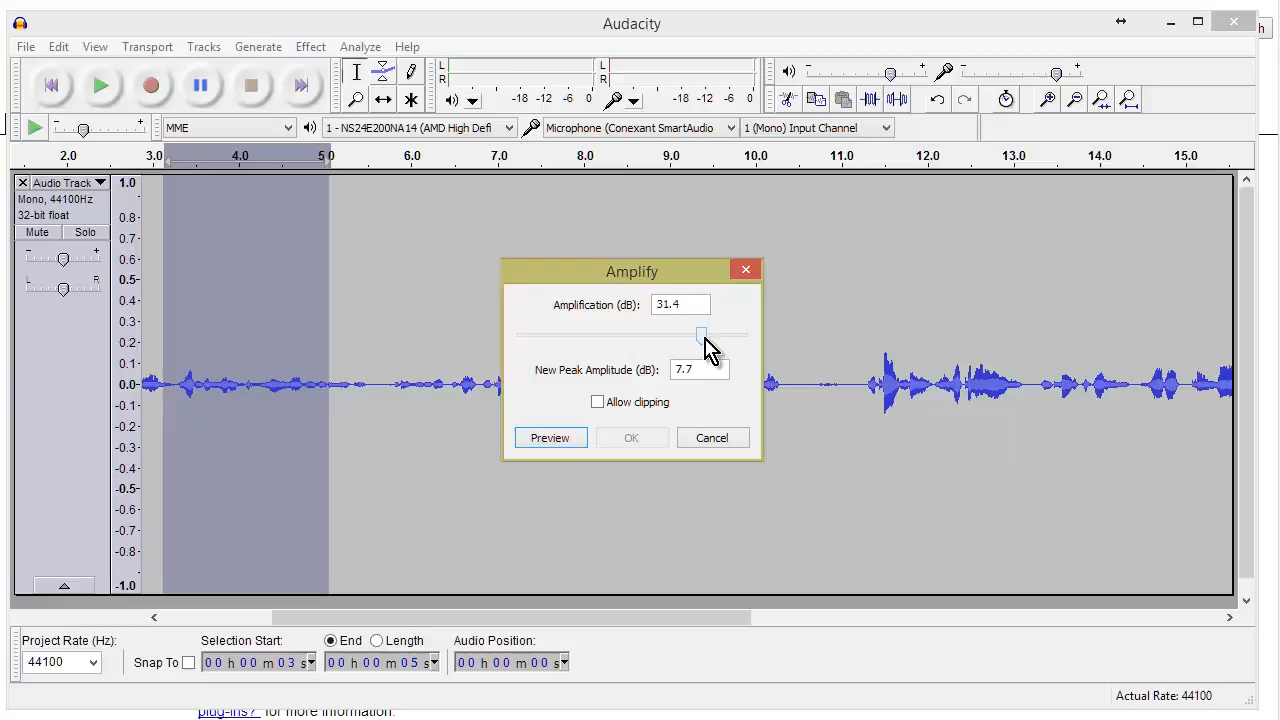 Audacity
File Edit View Transport Tracks Generate Effect Analyze Help
L
R
-18 -12 -6 0
L
R
-18 -12 -6 0
- +
- +
h
- +
MME
1 - NS24E200NA14 (AMD High Defi
Microphone (Conexant SmartAudio
1 (Mono) Input Channel
2.0 3.0 4.0 5.0 6.0 7.0 8.0 9.0 10.0 11.0 12.0 13.0 14.0 15.0
Audio Track
Mono, 44100Hz
32-bit float
Mute Solo
- +
L R
1.0
0.8
0.7
0.6
0.5
0.4
0.3
0.2
0.1
0.0
-0.1
-0.2
-0.3
-0.4
-0.5
-0.6
-0.7
-0.8
-1.0
Amplify
Amplification (dB): 31.4
New Peak Amplitude (dB): 7.7
Allow clipping
Preview OK Cancel
Project Rate (Hz): Selection Start: End Length Audio Position:
44100 Snap To 00 h 00 m 03 s 00 h 00 m 05 s 00 h 00 m 00 s
Actual Rate: 44100
plug-ins? for more information.